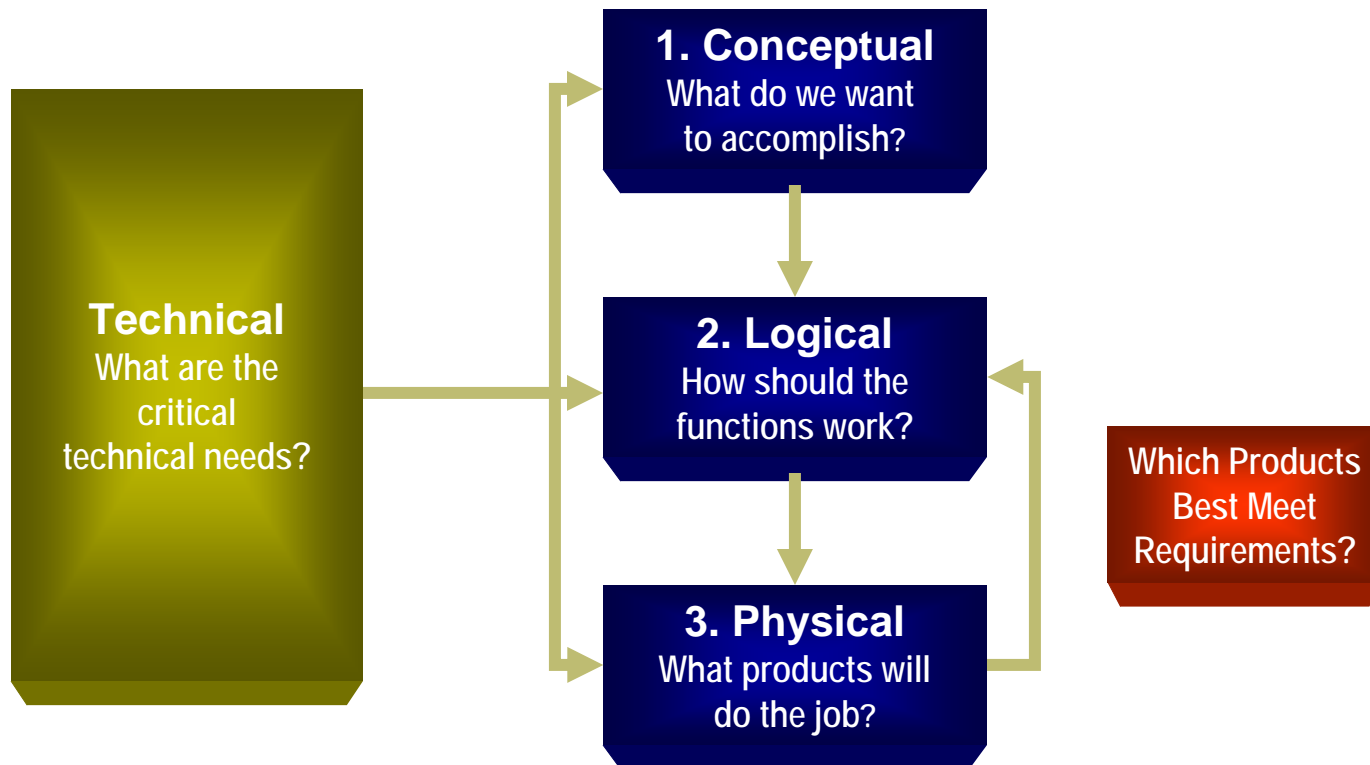 Technical
What are the
critical
technical needs?
1. Conceptual
What do we want
to accomplish?
2. Logical
How should the
functions work?
3. Physical
What products will
do the job?
Which Products
Best Meet
Requirements?